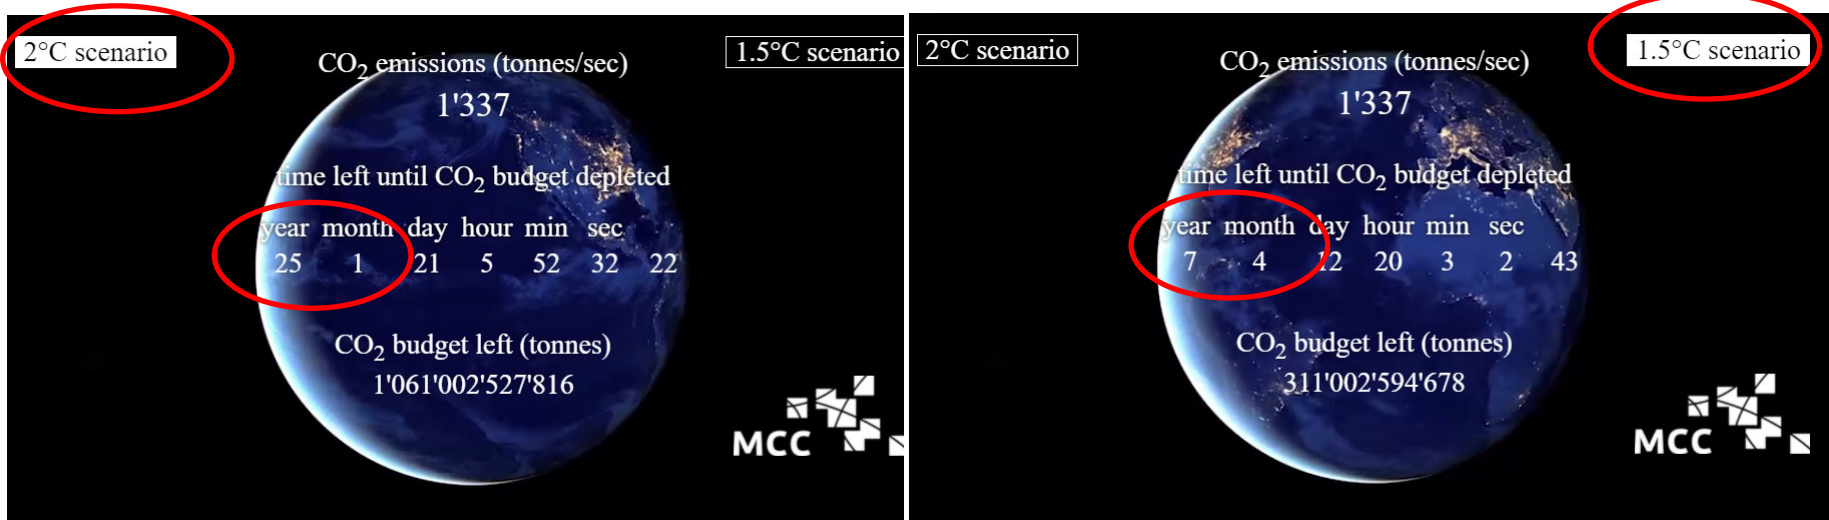 2°C scenario
1.5°C scenario
CO₂ emissions (tonnes/sec)
1'337
time left until CO₂ budget depleted
year month day hour min sec
25 1 21 5 52 32 22
CO₂ budget left (tonnes)
1'061'002'527'816
MCC
2°C scenario
1.5°C scenario
CO₂ emissions (tonnes/sec)
1'337
time left until CO₂ budget depleted
year month day hour min sec
7 4 12 20 3 2 43
CO₂ budget left (tonnes)
311'002'594'678
MCC